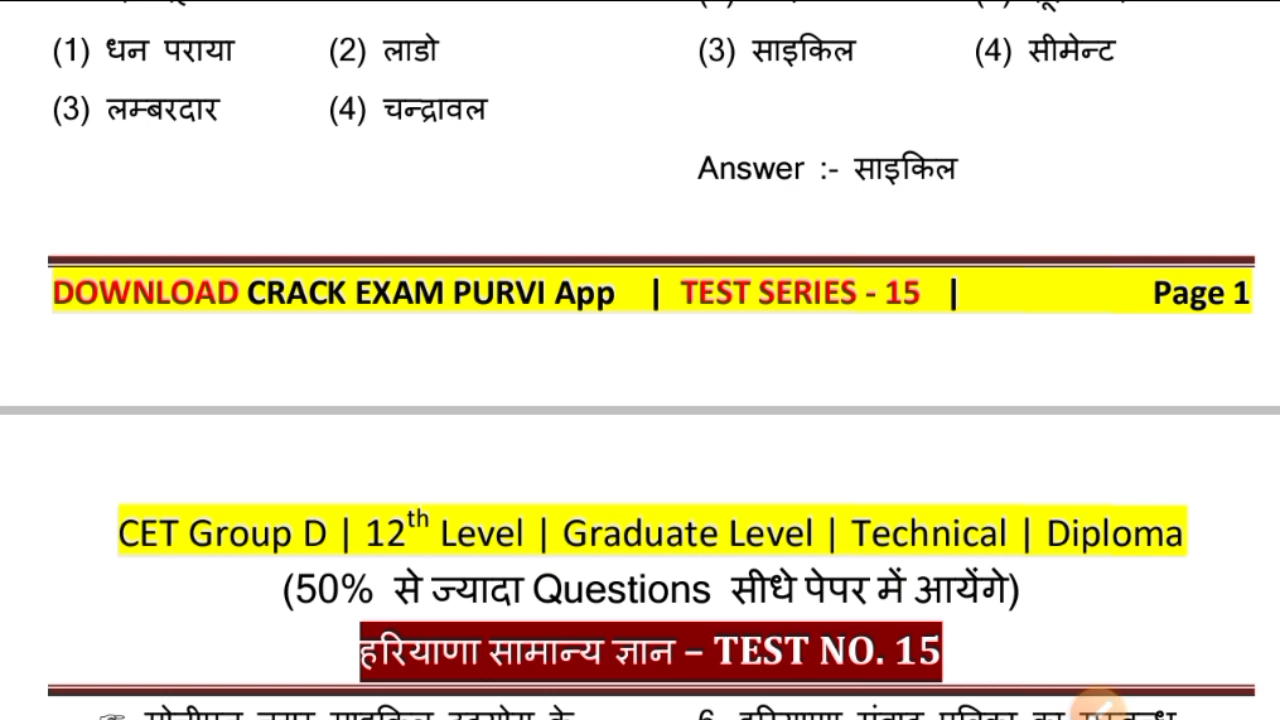 (1) धन पराया (2) लाडो
(3) लम्बरदार (4) चन्द्रावल
(3) साइकिल (4) सीमेन्ट
Answer :- साइकिल
DOWNLOAD CRACK EXAM PURVI App | TEST SERIES - 15 | Page 1
CET Group D | 12th Level | Graduate Level | Technical | Diploma
(50% से ज्यादा Questions सीधे पेपर में आयेंगे)
हरियाणा सामान्य ज्ञान – TEST NO. 15